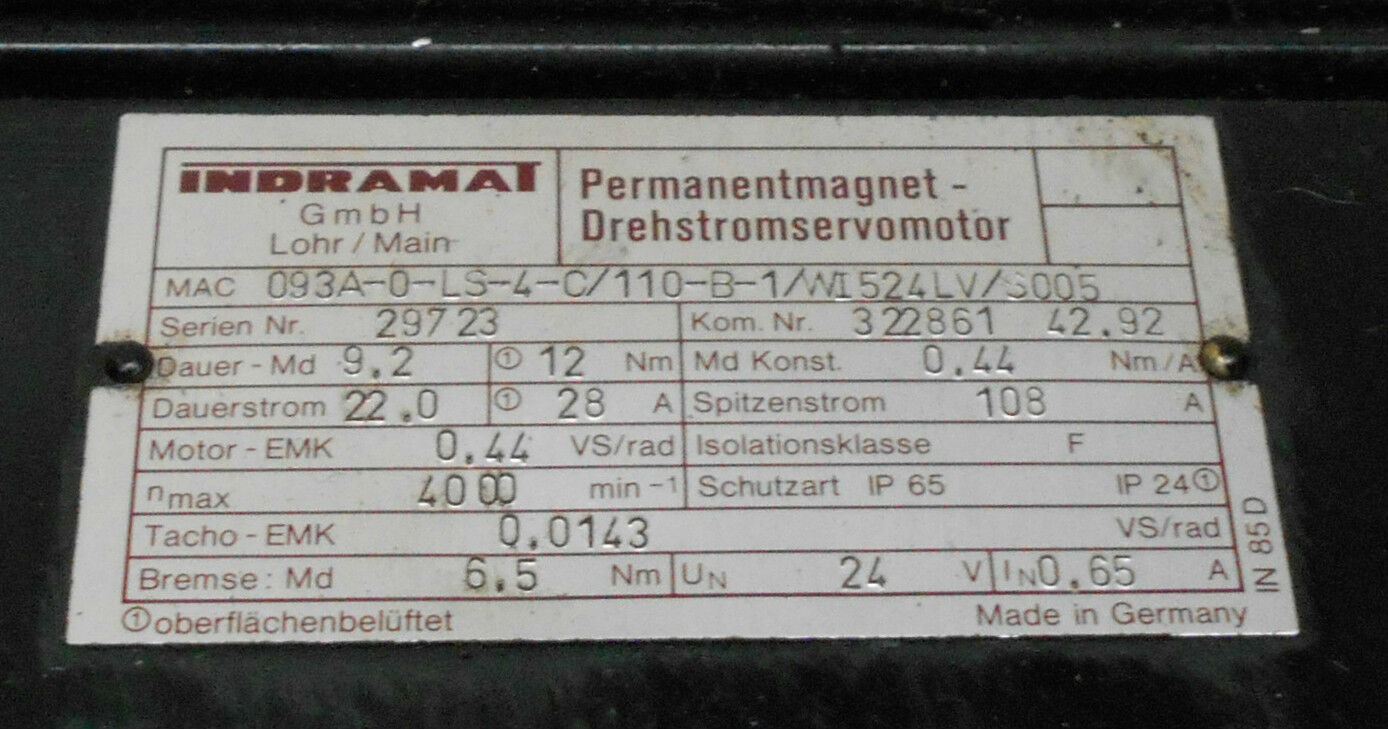 INDRAMAT
GmbH
Lohr / Main
Permanentmagnet -
Drehstromservomotor
MAC 093A-0-LS-4-C/110-B-1/WI524LV/S005
Serien Nr. 29723 Kom. Nr. 322861 42.92
Dauer - Md 9.2 ① 12 Nm Md Konst. 0.44 Nm/A
Dauerstrom 22.0 ① 28 A Spitzenstrom 108 A
Motor - EMK 0.44 VS/rad Isolationsklasse F
nmax 4000 min -1 Schutzart IP 65 IP 24①
Tacho - EMK 0.0143 VS/rad
Bremse: Md 6.5 Nm UN 24 V IN 0.65 A
①oberflächenbelüftet Made in Germany
IN 85 D